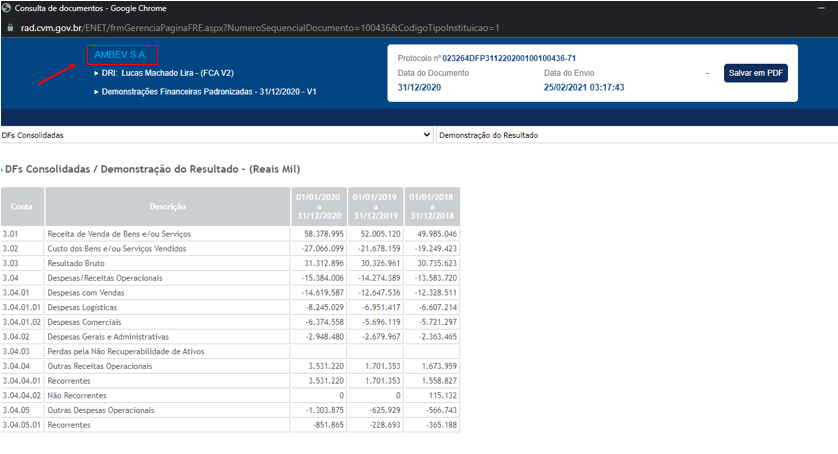 Consulta de documentos - Google Chrome
rad.cvm.gov.br/ENET/frmGerenciaPaginaFRE.aspx?NumeroSequencialDocumento=100436&CodigoTipoInstituicao=1
AMBEV S.A.
DRI: Lucas Machado Lira - (FCA V2)
Demonstrações Financeiras Padronizadas - 31/12/2020 - V1
Protocolo nº 023264DFP311220200100100436-71
Data do Documento Data do Envio -
31/12/2020 25/02/2021 03:17:43
Salvar em PDF
DFs Consolidadas Demonstração do Resultado
DFs Consolidadas / Demonstração do Resultado - (Reais Mil)
Conta Descrição 01/01/2020 a 31/12/2020 01/01/2019 a 31/12/2019 01/01/2018 a 31/12/2018
3.01 Receita de Venda de Bens e/ou Serviços 58.378.995 52.005.120 49.985.046
3.02 Custo dos Bens e/ou Serviços Vendidos -27.066.099 -21.678.159 -19.249.423
3.03 Resultado Bruto 31.312.896 30.326.961 30.735.623
3.04 Despesas/Receitas Operacionais -15.384.006 -14.274.389 -13.583.720
3.04.01 Despesas com Vendas -14.619.587 -12.647.536 -12.328.511
3.04.01.01 Despesas Logísticas -8.245.029 -6.951.417 -6.607.214
3.04.01.02 Despesas Comerciais -6.374.558 -5.696.119 -5.721.297
3.04.02 Despesas Gerais e Administrativas -2.948.480 -2.679.967 -2.363.465
3.04.03 Perdas pela Não Recuperabilidade de Ativos
3.04.04 Outras Receitas Operacionais 3.531.220 1.701.353 1.673.959
3.04.04.01 Recorrentes 3.531.220 1.701.353 1.558.827
3.04.04.02 Não Recorrentes 0 0 115.132
3.04.05 Outras Despesas Operacionais -1.303.875 -625.929 -566.743
3.04.05.01 Recorrentes -851.865 -228.693 -365.188